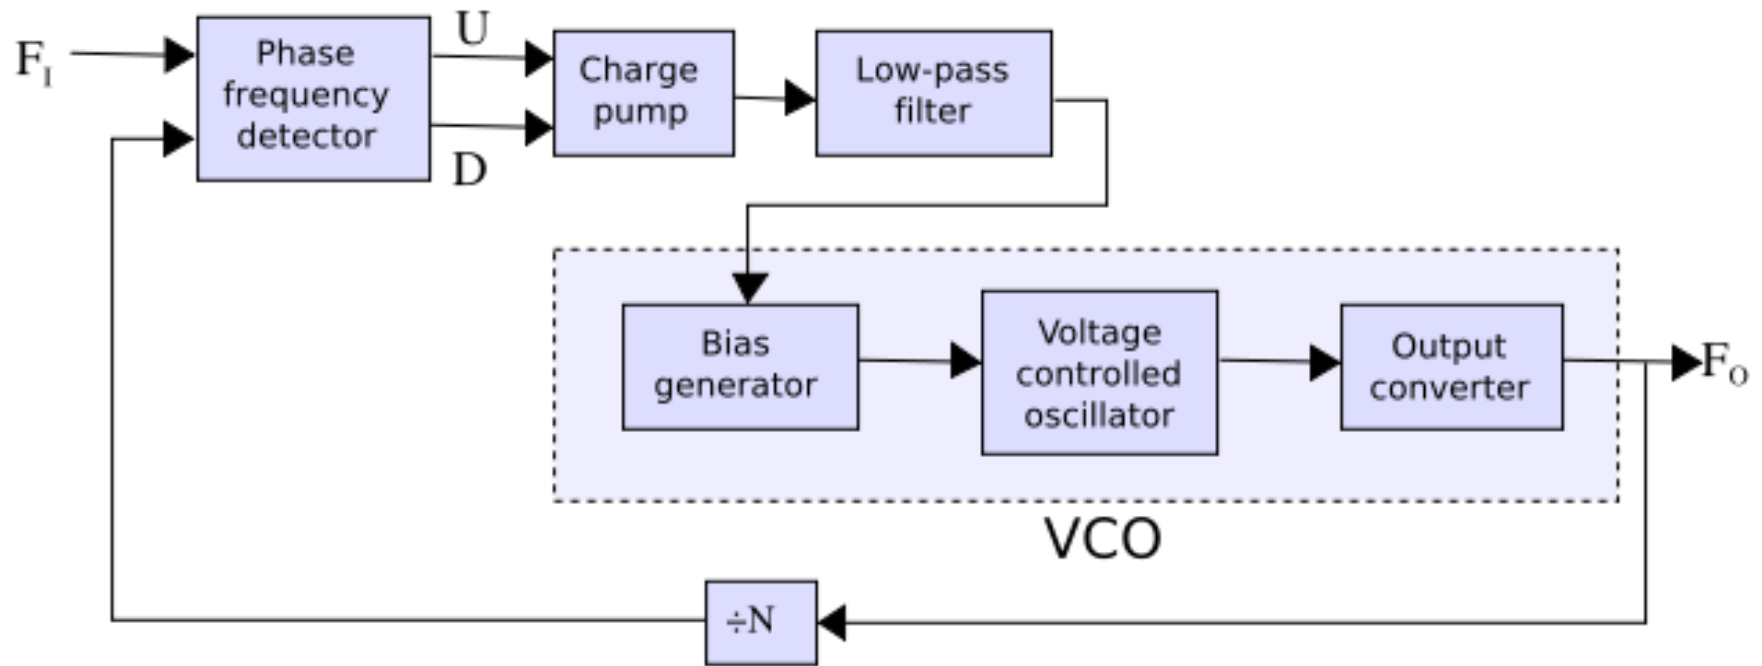 F_I
Phase
frequency
detector
U
D
Charge
pump
Low-pass
filter
Bias
generator
Voltage
controlled
oscillator
Output
converter
F_O
VCO
÷N